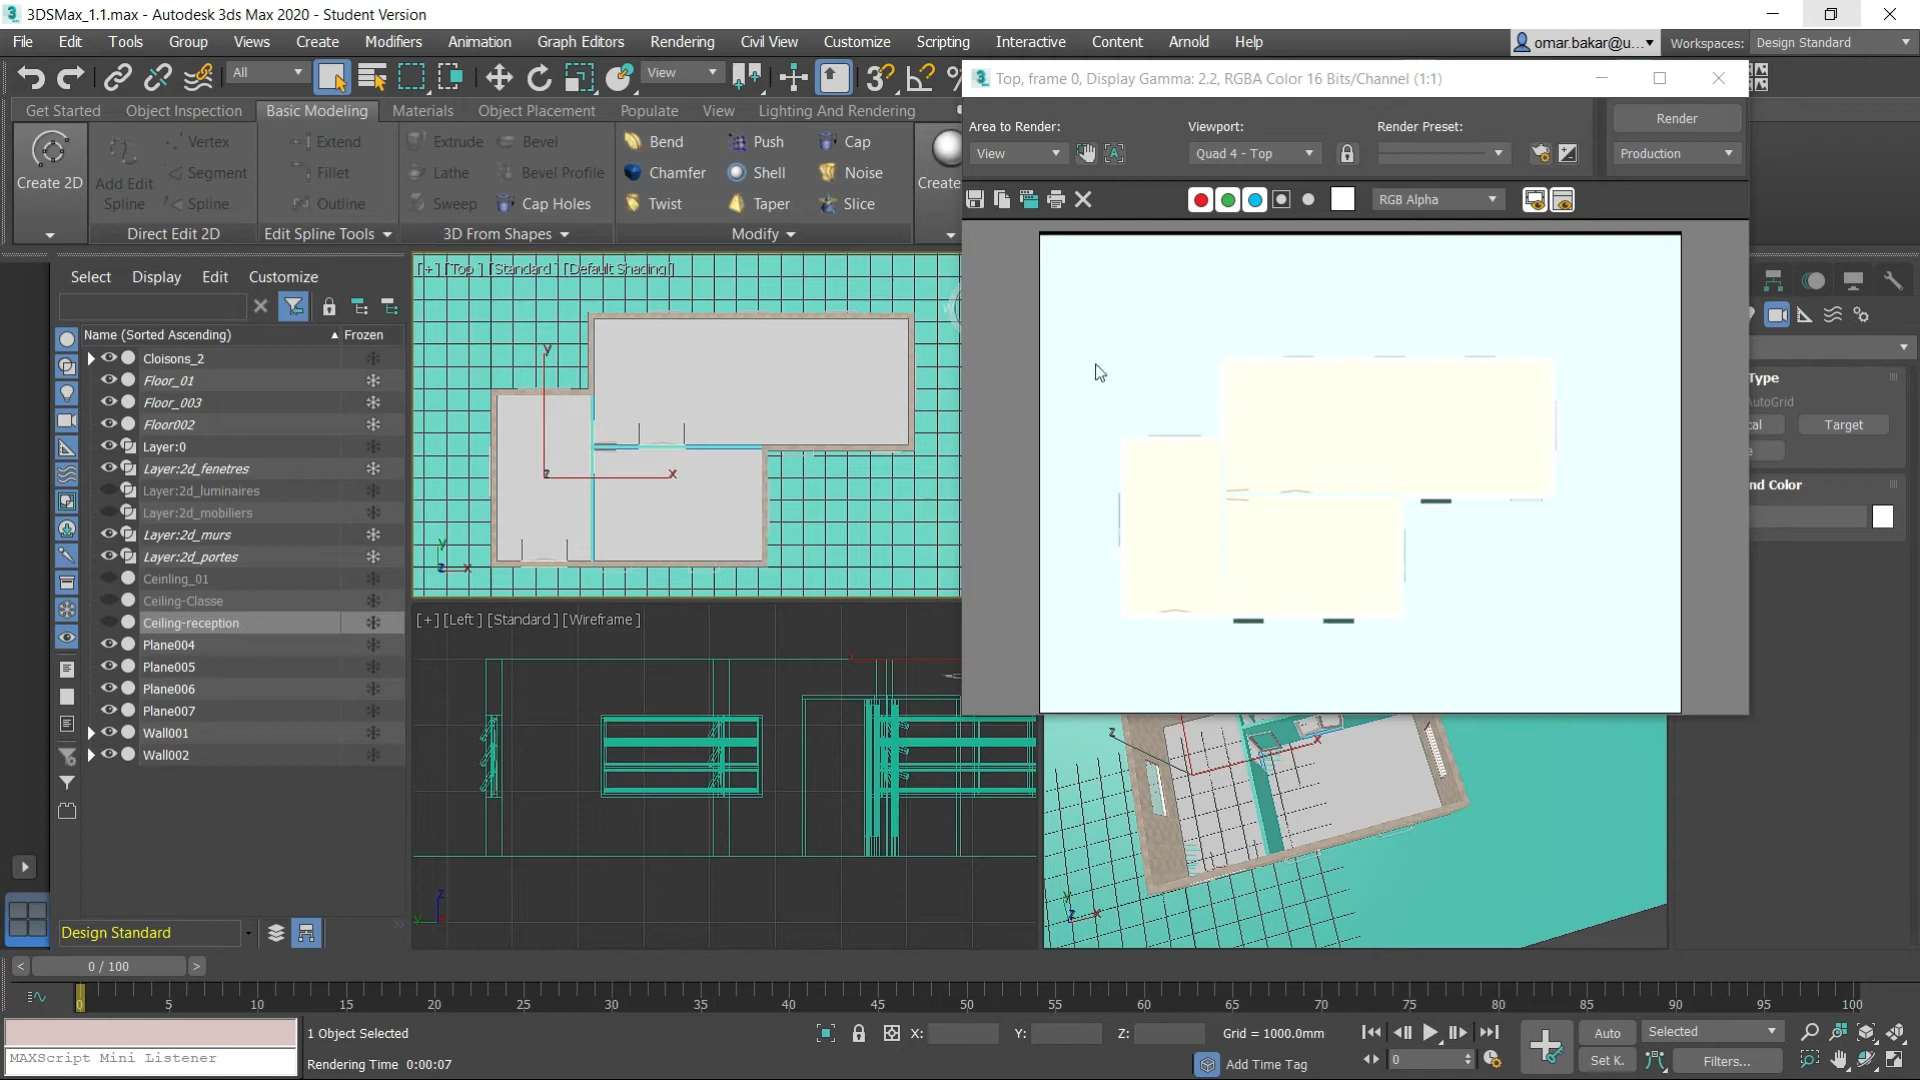 3DSMax_1.1.max - Autodesk 3ds Max 2020 - Student Version
File Edit Tools Group Views Create Modifiers Animation Graph Editors Rendering Civil View Customize Scripting Interactive Content Arnold Help omar.bakar@u... Workspaces: Design Standard
All View
Top, frame 0, Display Gamma: 2.2, RGBA Color 16 Bits/Channel (1:1)
Get Started Object Inspection Basic Modeling Materials Object Placement Populate View Lighting And Rendering
Area to Render: Viewport: Render Preset: Render
View Quad 4 - Top Production
RGB Alpha
Create 2D Add Edit Spline Vertex Segment Spline
Direct Edit 2D
Extend Fillet Outline
Edit Spline Tools
Extrude Bevel
Lathe Bevel Profile
Sweep Cap Holes
3D From Shapes
Bend Push Cap
Chamfer Shell Noise
Twist Taper Slice
Modify
Create
Select Display Edit Customize
Name (Sorted Ascending) Frozen
Cloisons_2
Floor_01
Floor_003
Floor002
Layer:0
Layer:2d_fenetres
Layer:2d_luminaires
Layer:2d_mobiliers
Layer:2d_murs
Layer:2d_portes
Ceinling_01
Ceiling-Classe
Ceiling-reception
Plane004
Plane005
Plane006
Plane007
Wall001
Wall002
Design Standard
[+] [Top ] [Standard ] [Default Shading]
y
z x
y
z x
[+] [Left ] [Standard ] [Wireframe ]
z
y
z
x
y
z x
Type
AutoGrid
cal Target
e
nd Color
< 0 / 100 >
0 5 10 15 20 25 30 35 40 45 50 55 60 65 70 75 80 85 90 95 100
MAXScript Mini Listener
1 Object Selected
Rendering Time 0:00:07
X: Y: Z: Grid = 1000.0mm
Add Time Tag
0
Auto Selected
Set K. Filters...